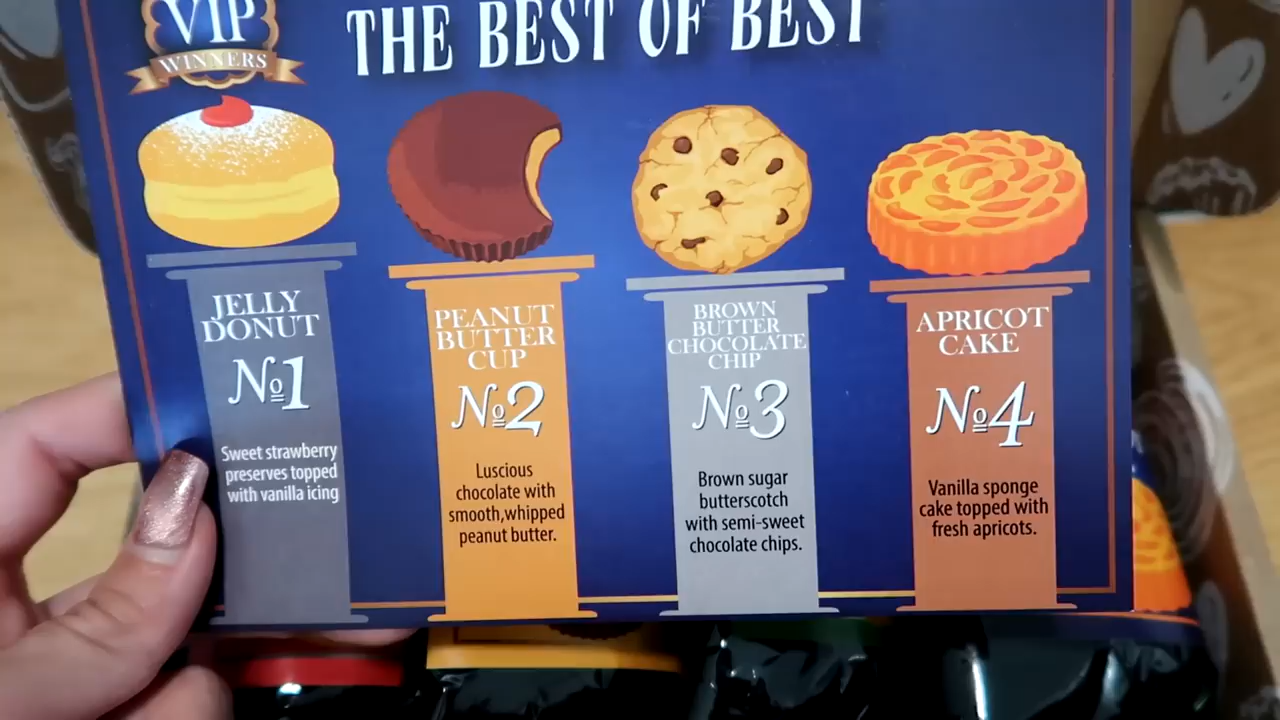 VIP
WINNERS
THE BEST OF BEST
JELLY
DONUT
№1
Sweet strawberry
preserves topped
with vanilla icing
PEANUT
BUTTER
CUP
№2
Luscious
chocolate with
smooth,whipped
peanut butter.
BROWN
BUTTER
CHOCOLATE
CHIP
№3
Brown sugar
butterscotch
with semi-sweet
chocolate chips.
APRICOT
CAKE
№4
Vanilla sponge
cake topped with
fresh apricots.